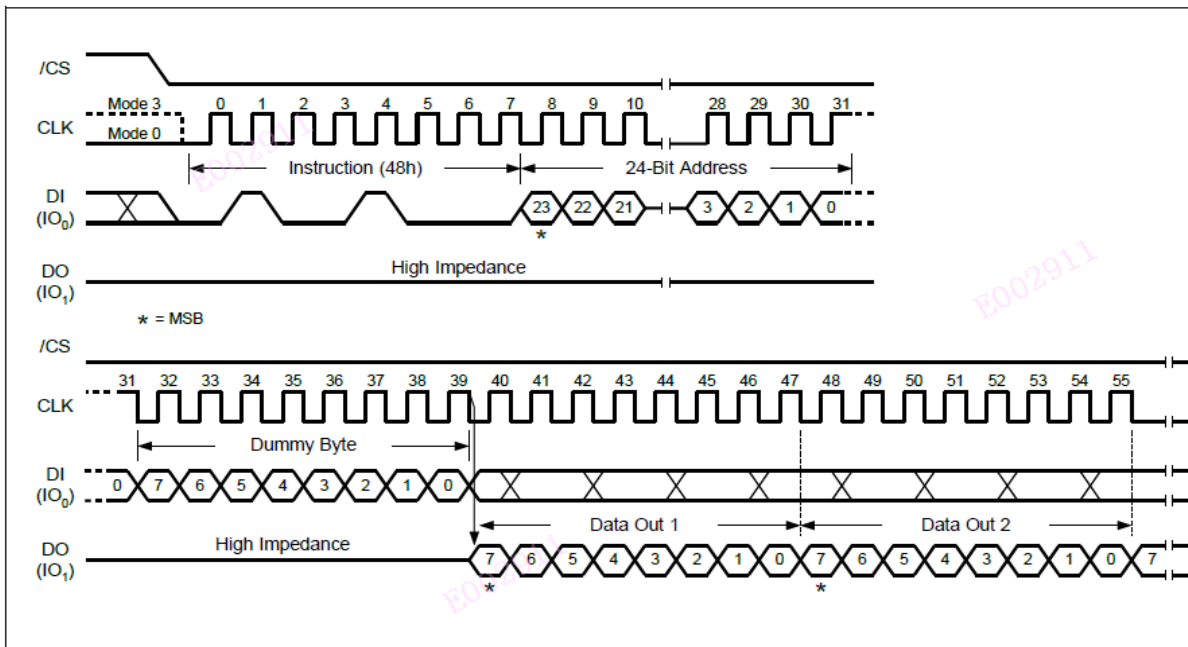 /CS
Mode 3 0 1 2 3 4 5 6 7 8 9 10 28 29 30 31
CLK Mode 0
Instruction (48h) 24-Bit Address
DI
(IO0) 23 22 21 3 2 1 0
*
High Impedance
DO
(IO1)
* = MSB
/CS
31 32 33 34 35 36 37 38 39 40 41 42 43 44 45 46 47 48 49 50 51 52 53 54 55
CLK
Dummy Byte
DI
(IO0) 0 7 6 5 4 3 2 1 0
Data Out 1 Data Out 2
High Impedance
DO
(IO1) 7 6 5 4 3 2 1 0 7 6 5 4 3 2 1 0 7
* *
E002911
E002911
E002911